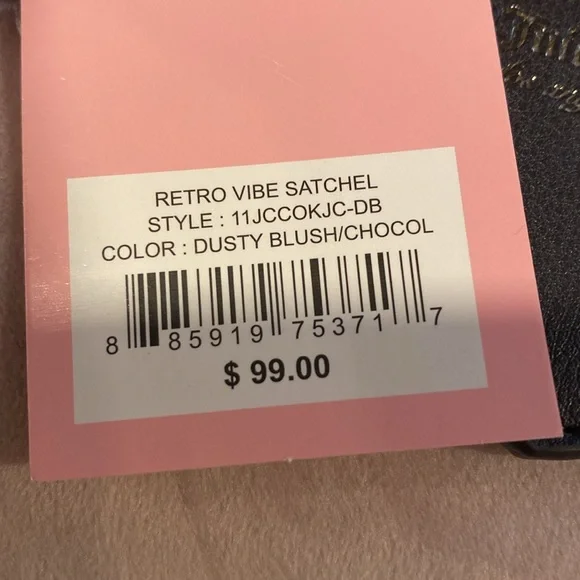 RETRO VIBE SATCHEL
STYLE : 11JCCOKJC-DB
COLOR : DUSTY BLUSH/CHOCOL
8 85919 75371 7
$ 99.00